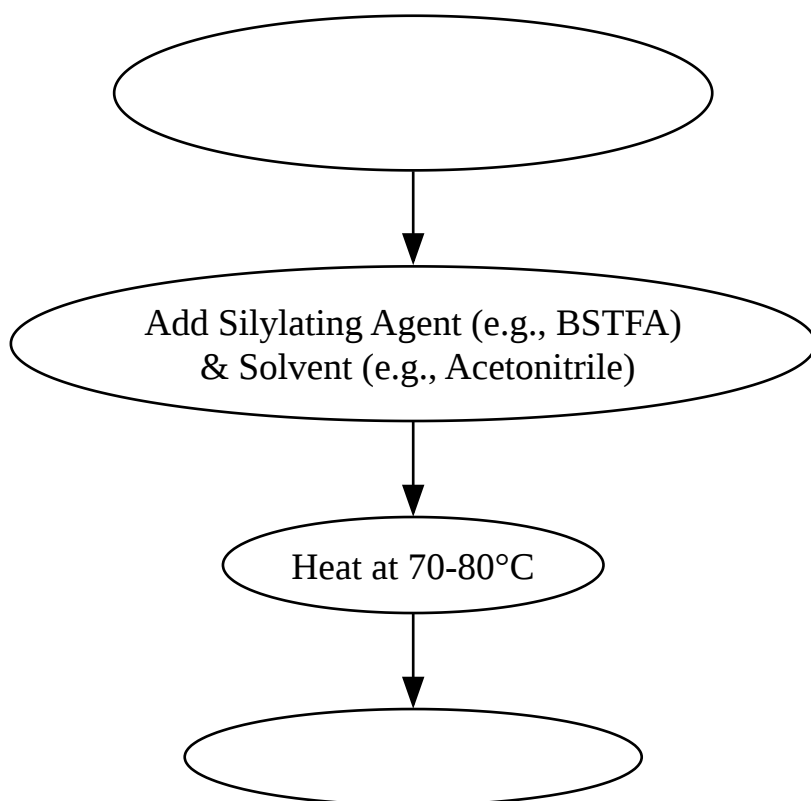 Add Silylating Agent (e.g., BSTFA)
& Solvent (e.g., Acetonitrile)
Heat at 70-80°C